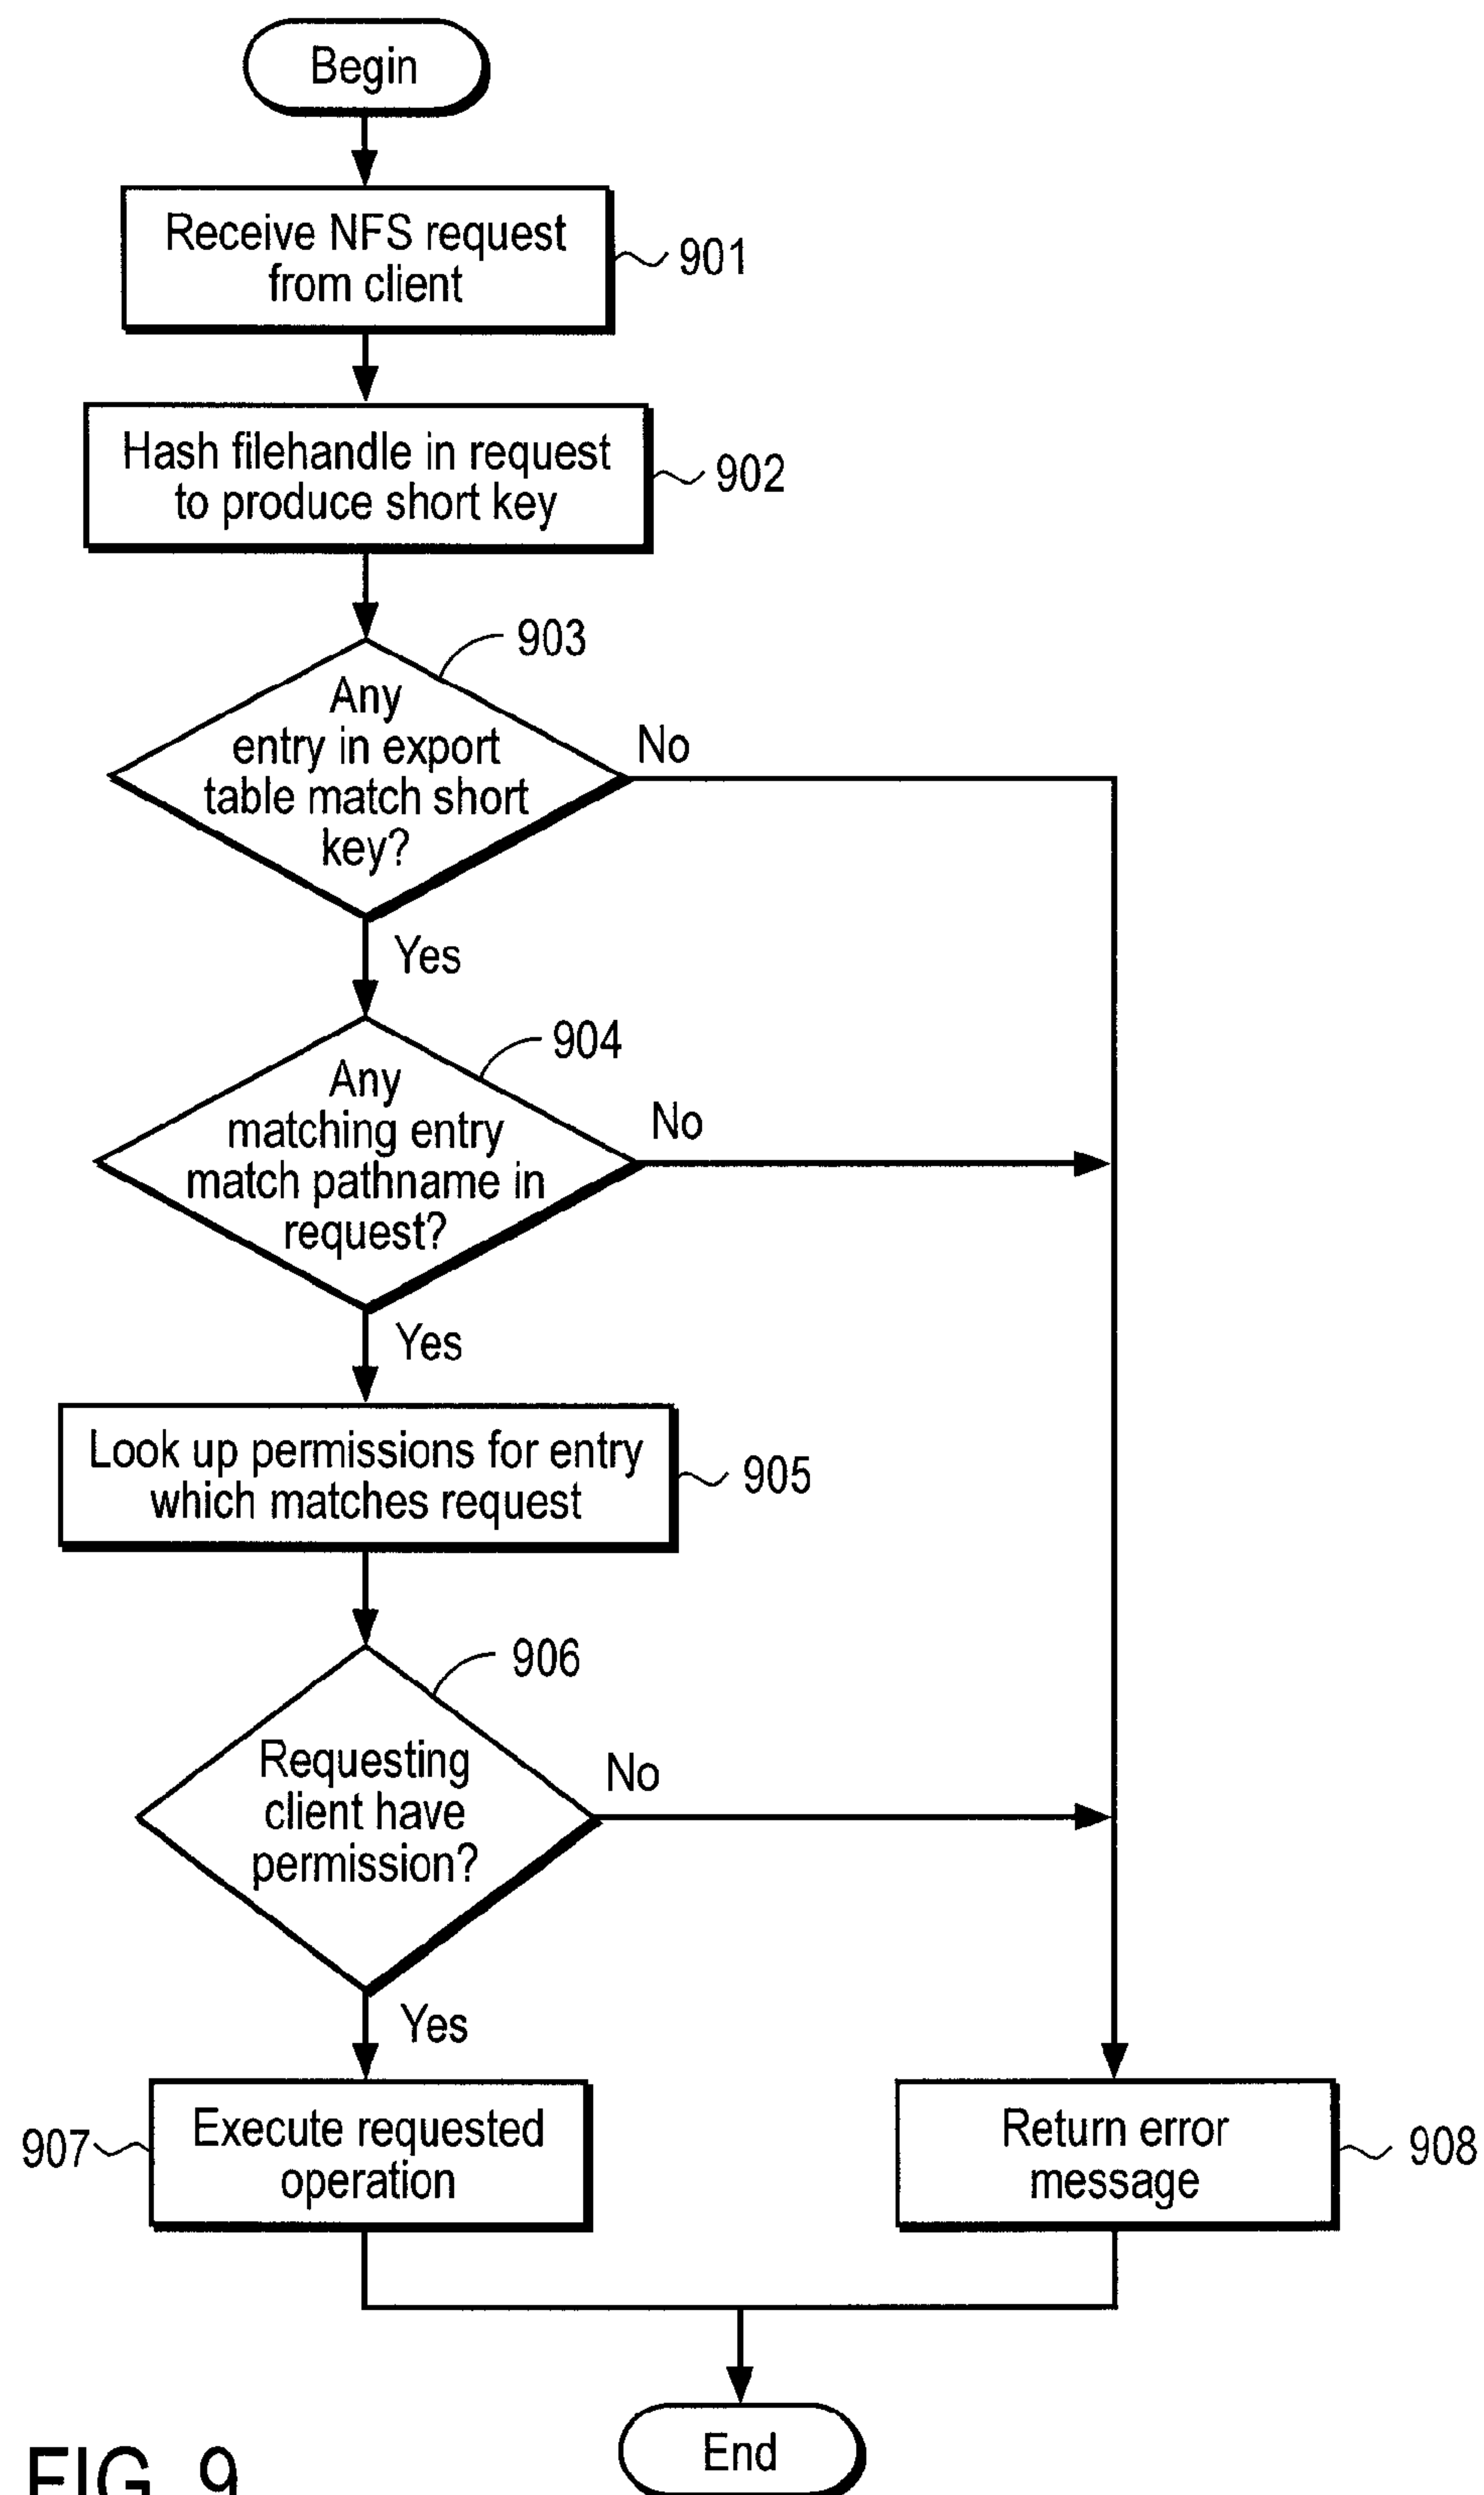 Begin
Receive NFS request
from client
901
Hash filehandle in request
to produce short key
902
903
Any
entry in export
table match short
key?
No
Yes
904
Any
matching entry
match pathname in
request?
No
Yes
Look up permissions for entry
which matches request
905
906
Requesting
client have
permission?
No
Yes
907
Execute requested
operation
Return error
message
908
End
FIG. 9